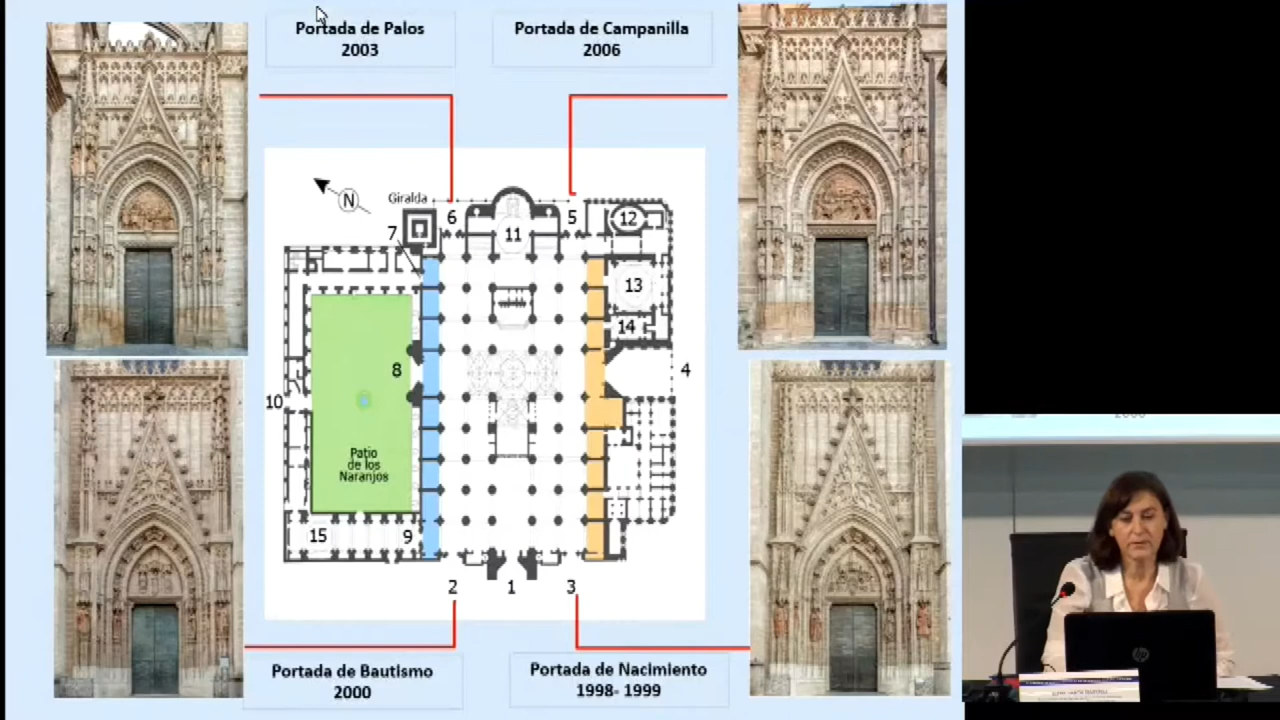 Portada de Palos
2003
Portada de Campanilla
2006
N
Giralda
6
11
5
12
7
13
14
8
4
10
Patio
de los
Naranjos
15
9
2
1
3
Portada de Bautismo
2000
Portada de Nacimiento
1998- 1999
hp